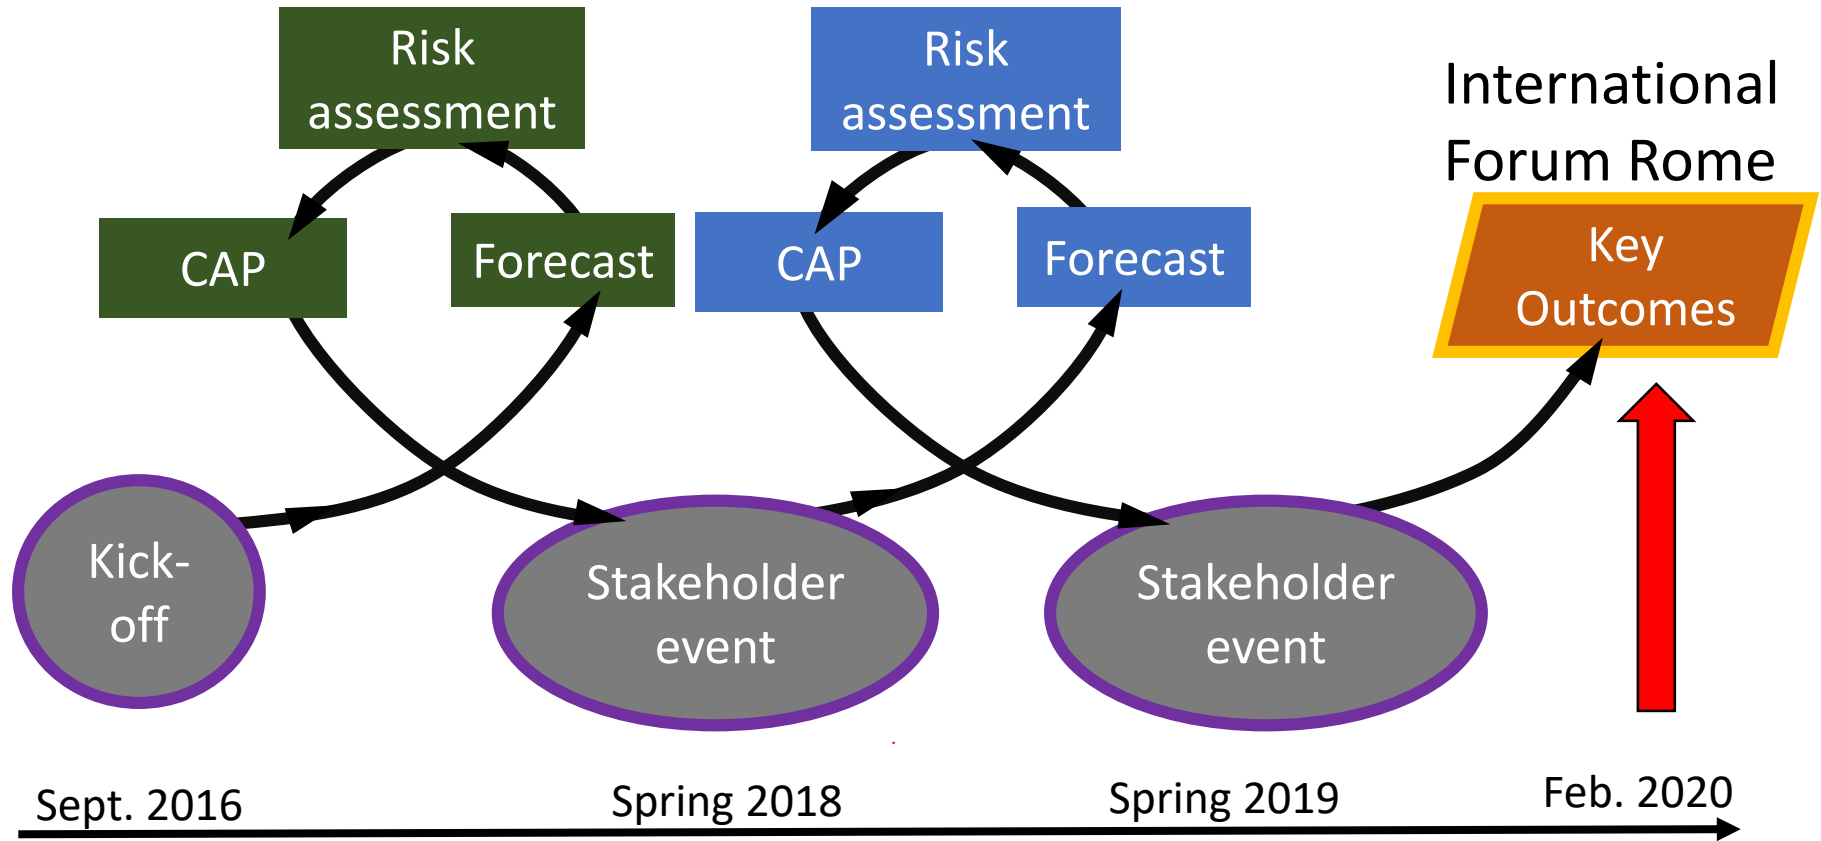 Risk
assessment
Risk
assessment
International
Forum Rome
CAP
Forecast
CAP
Forecast
Key
Outcomes
Kick-
off
Stakeholder
event
Stakeholder
event
Sept. 2016
Spring 2018
Spring 2019
Feb. 2020